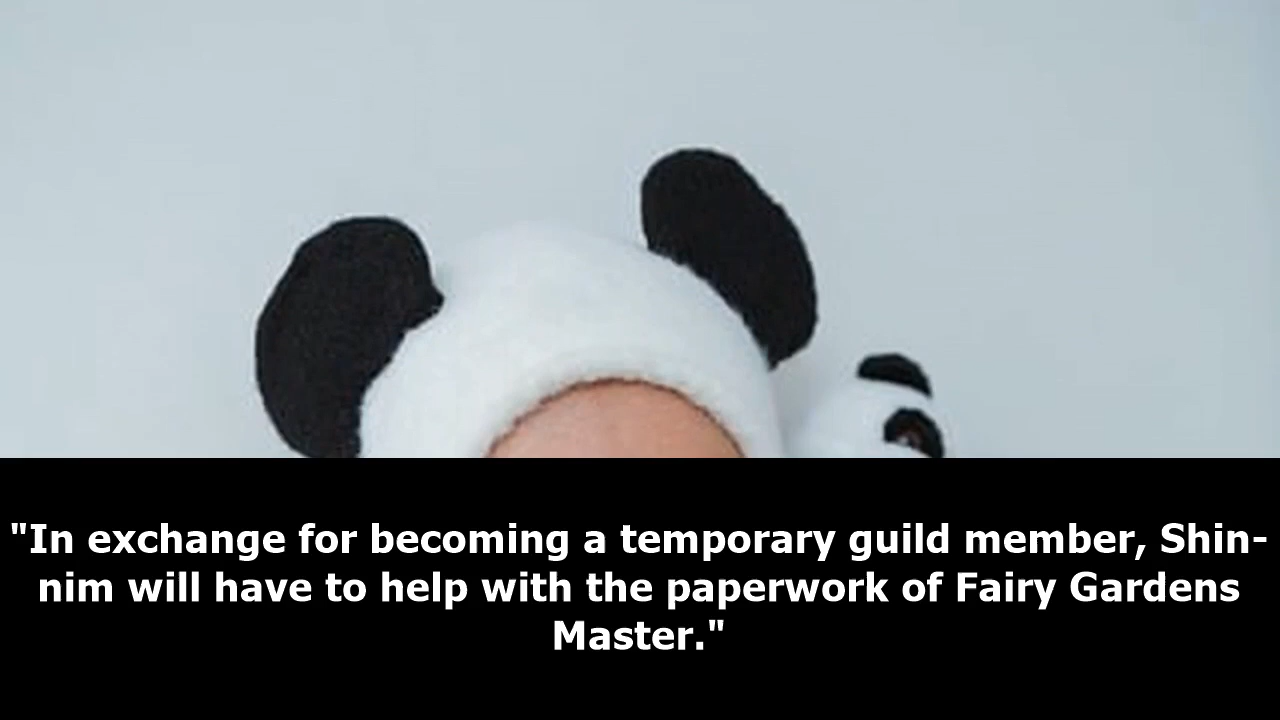 "In exchange for becoming a temporary guild member, Shin-
nim will have to help with the paperwork of Fairy Gardens
Master."